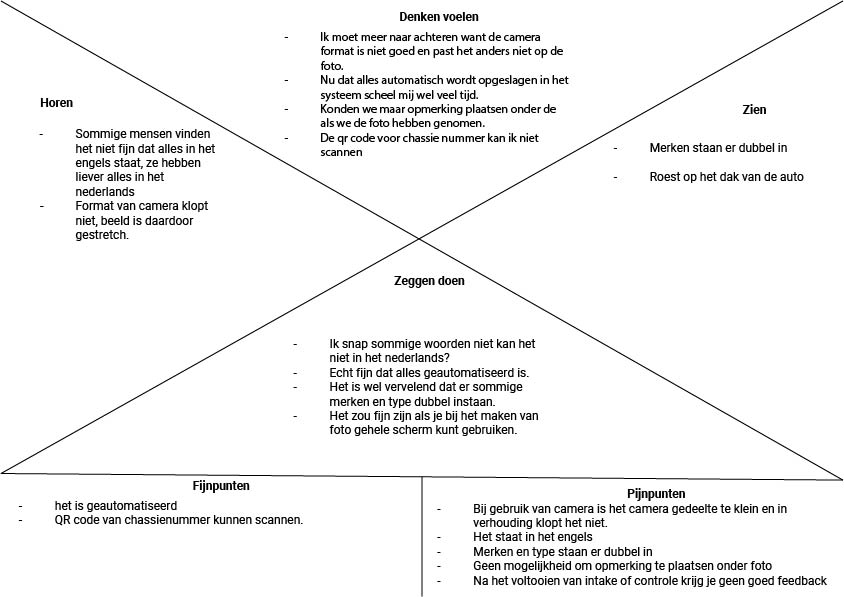 Denken voelen
- Ik moet meer naar achteren want de camera
format is niet goed en past het anders niet op de
foto.
- Nu dat alles automatisch wordt opgeslagen in het
systeem scheel mij wel veel tijd.
- Konden we maar opmerking plaatsen onder de
als we de foto hebben genomen.
- De qr code voor chassie nummer kan ik niet
scannen
Horen
- Sommige mensen vinden
het niet fijn dat alles in het
engels staat, ze hebben
liever alles in het
nederlands
- Format van camera klopt
niet, beeld is daardoor
gestretch.
Zien
- Merken staan er dubbel in
- Roest op het dak van de auto
Zeggen doen
- Ik snap sommige woorden niet kan het
niet in het nederlands?
- Echt fijn dat alles geautomatiseerd is.
- Het is wel vervelend dat er sommige
merken en type dubbel instaan.
- Het zou fijn zijn als je bij het maken van
foto gehele scherm kunt gebruiken.
Fijnpunten
- het is geautomatiseerd
- QR code van chassienummer kunnen scannen.
Pijnpunten
- Bij gebruik van camera is het camera gedeelte te klein en in
verhouding klopt het niet.
- Het staat in het engels
- Merken en type staan er dubbel in
- Geen mogelijkheid om opmerking te plaatsen onder foto
- Na het voltooien van intake of controle krijg je geen goed feedback